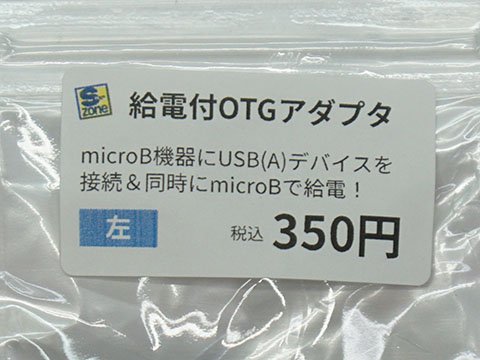 S-zone
給電付OTGアダプタ
microB機器にUSB(A)デバイスを
接続＆同時にmicroBで給電！
左
税込 350円